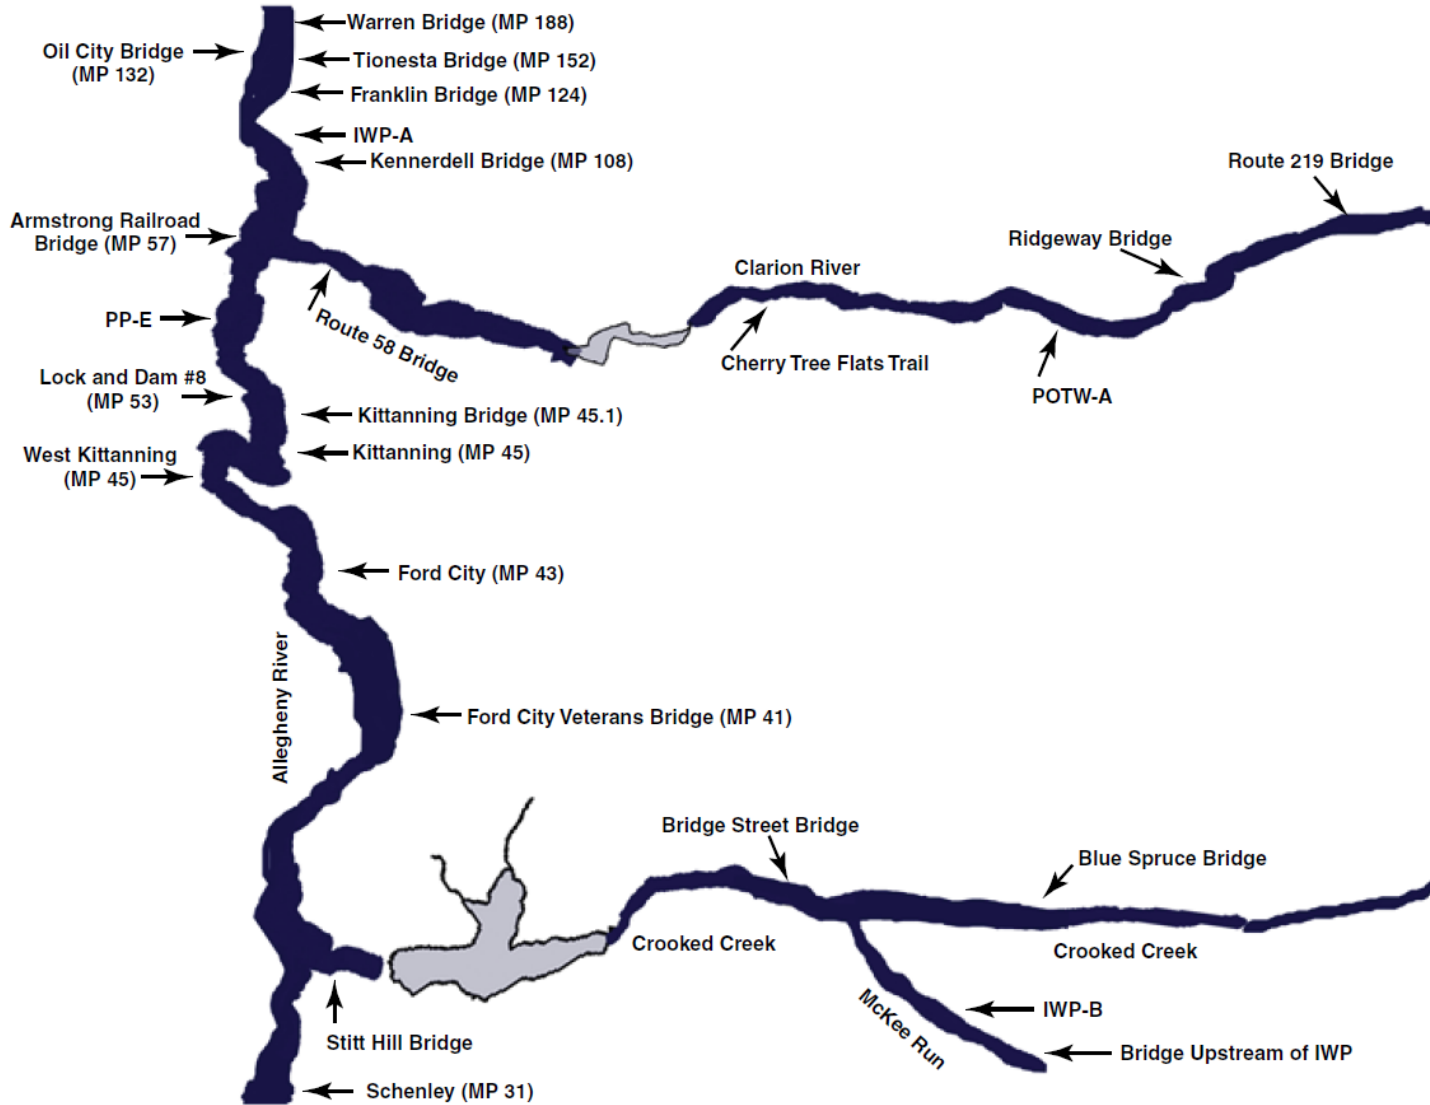 Warren Bridge (MP 188)
Oil City Bridge
(MP 132)
Tionesta Bridge (MP 152)
Franklin Bridge (MP 124)
IWP-A
Kennerdell Bridge (MP 108)
Route 219 Bridge
Armstrong Railroad
Bridge (MP 57)
Ridgeway Bridge
Clarion River
PP-E
Route 58 Bridge
Cherry Tree Flats Trail
POTW-A
Lock and Dam #8
(MP 53)
Kittanning Bridge (MP 45.1)
Kittanning (MP 45)
West Kittanning
(MP 45)
Ford City (MP 43)
Allegheny River
Ford City Veterans Bridge (MP 41)
Bridge Street Bridge
Blue Spruce Bridge
Crooked Creek
Crooked Creek
McKee Run
IWP-B
Bridge Upstream of IWP
Stitt Hill Bridge
Schenley (MP 31)